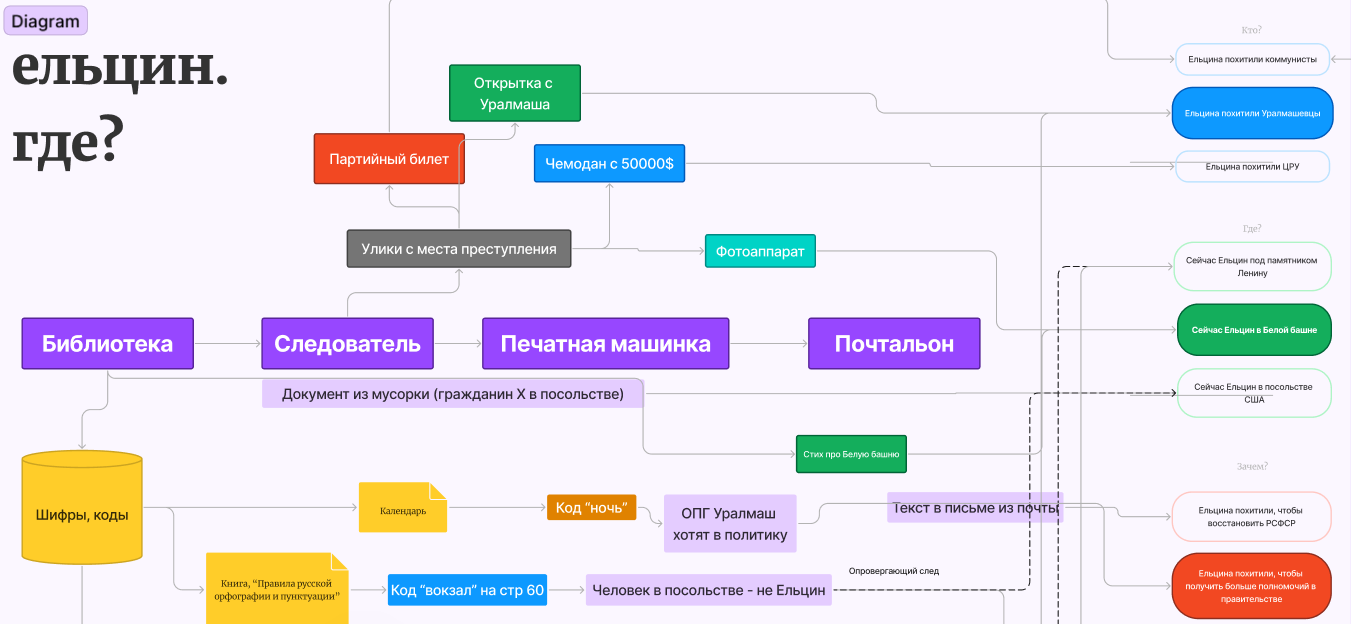 Diagram
ельцин.
где?
Кто?
Ельцина похитили коммунисты
Открытка с
Уралмаша
Ельцина похитили Уралмашевцы
Партийный билет
Чемодан с 50000$
Ельцина похитили ЦРУ
Где?
Улики с места преступления
Фотоаппарат
Сейчас Ельцин под памятником
Ленину
Библиотека
Следователь
Печатная машинка
Почтальон
Сейчас Ельцин в Белой башне
Документ из мусорки (гражданин Х в посольстве)
Сейчас Ельцин в посольстве
США
Стих про Белую башню
Зачем?
Шифры, коды
Календарь
Код “ночь”
ОПГ Уралмаш
хотят в политику
Текст в письме из почты
Ельцина похитили, чтобы
восстановить РСФСР
Книга, “Правила русской
орфографии и пунктуации”
Код “вокзал” на стр 60
Человек в посольстве - не Ельцин
Опровергающий след
Ельцина похитили, чтобы
получить больше полномочий в
правительстве